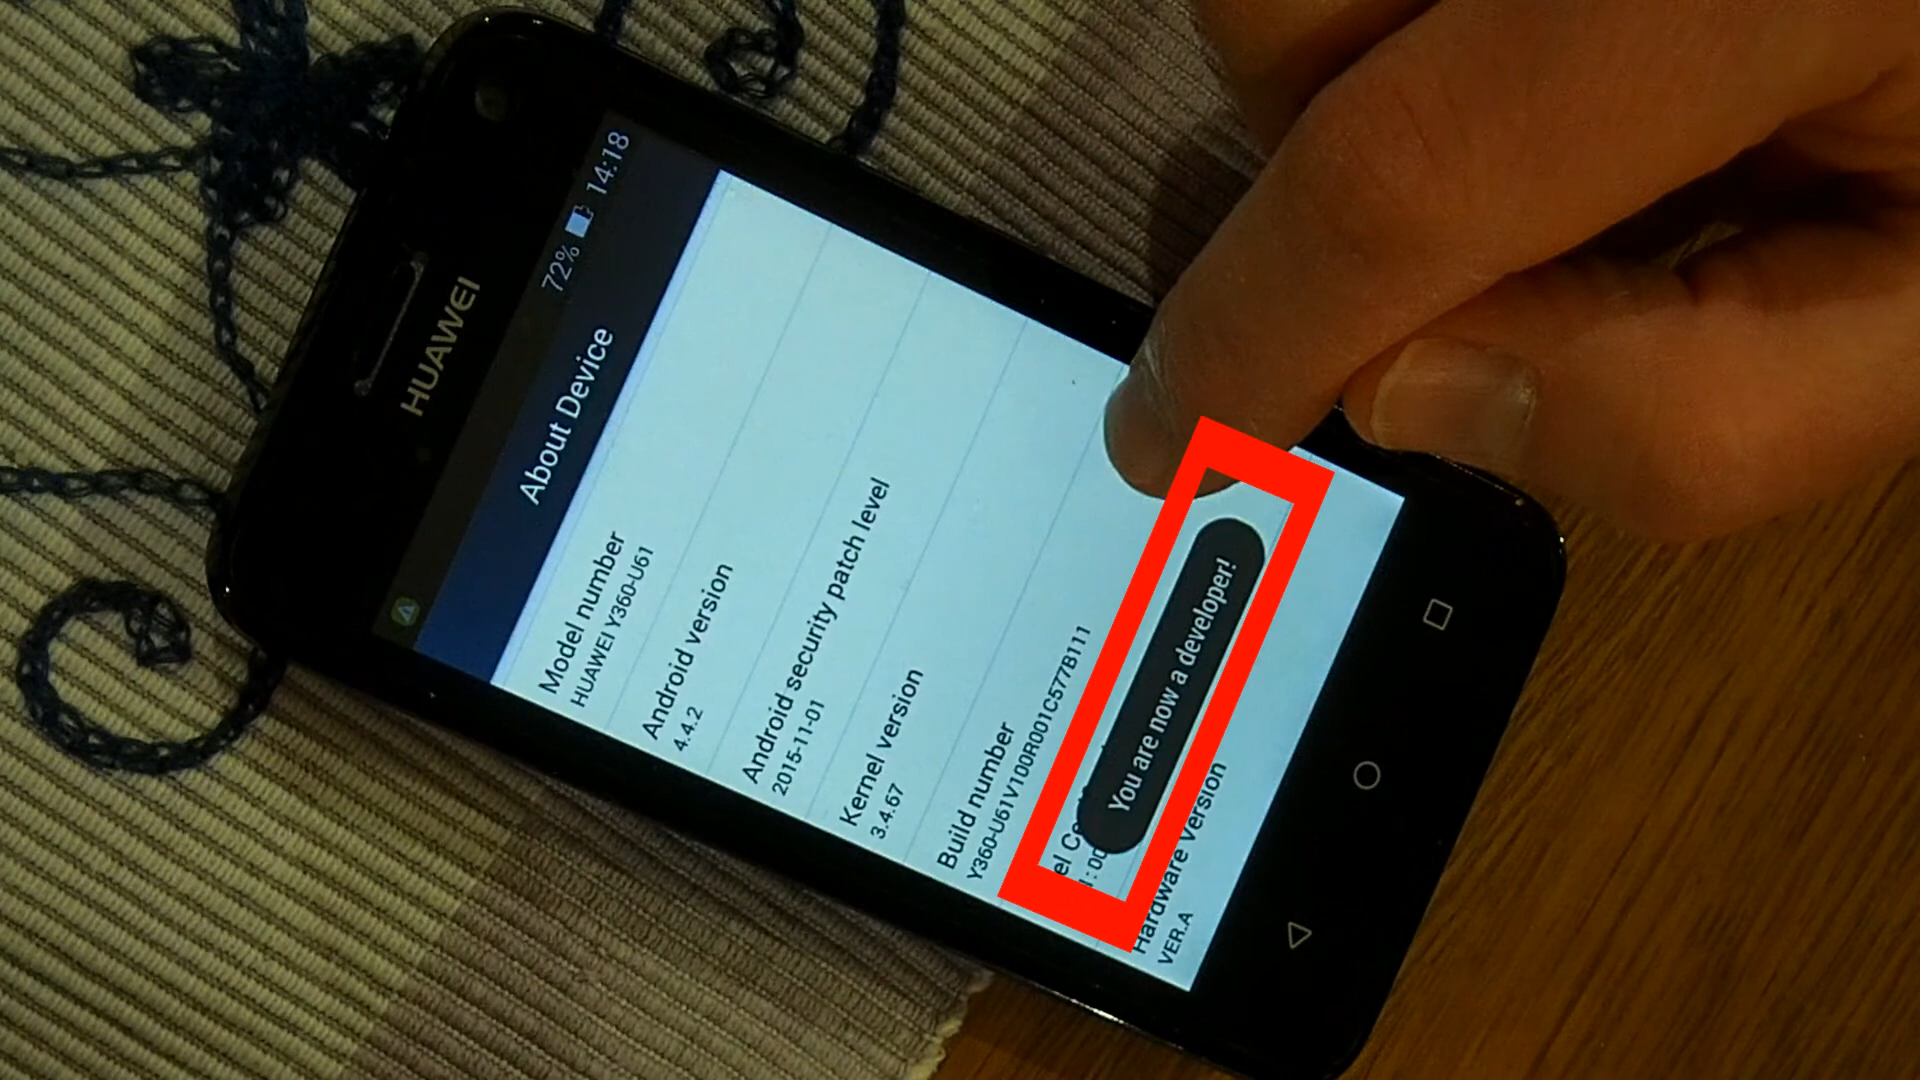 HUAWEI
72% 14:18
About Device
Model number
HUAWEI Y360-U61
Android version
4.4.2
Android security patch level
2015-11-01
Kernel version
3.4.67
Build number
Y360-U61V100R001C577B111
You are now a developer!
Hardware version
VER.A